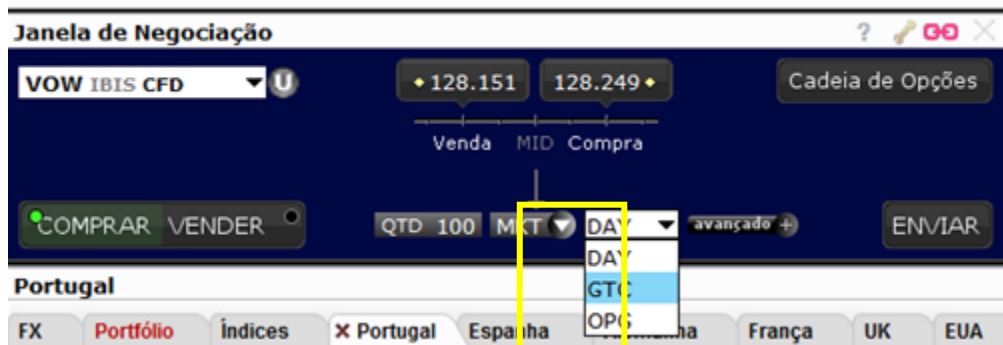 Janela de Negociação ?
VOW IBIS CFD U 128.151 128.249 Cadeia de Opções
Venda MID Compra
COMPRAR VENDER QTD 100 MKT DAY avançado + ENVIAR
DAY
GTC
OPG
Portugal
FX Portfólio Índices X Portugal Espanha França UK EUA